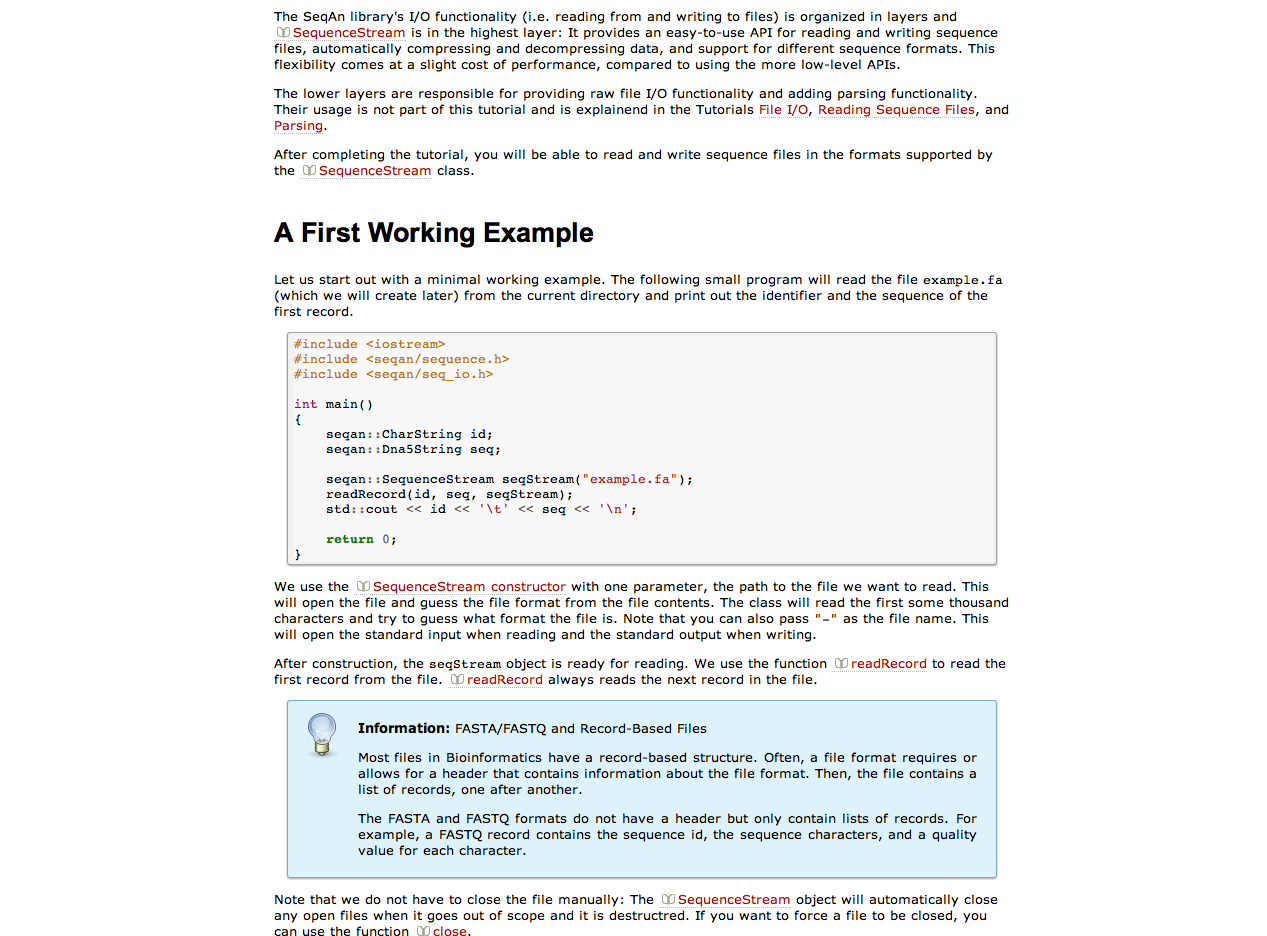 The SeqAn library's I/O functionality (i.e. reading from and writing to files) is organized in layers and
SequenceStream is in the highest layer: It provides an easy-to-use API for reading and writing sequence
files, automatically compressing and decompressing data, and support for different sequence formats. This
flexibility comes at a slight cost of performance, compared to using the more low-level APIs.
The lower layers are responsible for providing raw file I/O functionality and adding parsing functionality.
Their usage is not part of this tutorial and is explainend in the Tutorials File I/O, Reading Sequence Files, and
Parsing.
After completing the tutorial, you will be able to read and write sequence files in the formats supported by
the SequenceStream class.
A First Working Example
Let us start out with a minimal working example. The following small program will read the file example.fa
(which we will create later) from the current directory and print out the identifier and the sequence of the
first record.
#include <iostream>
#include <seqan/sequence.h>
#include <seqan/seq_io.h>
int main()
{
    seqan::CharString id;
    seqan::Dna5String seq;
    seqan::SequenceStream seqStream("example.fa");
    readRecord(id, seq, seqStream);
    std::cout << id << '\t' << seq << '\n';
    return 0;
}
We use the SequenceStream constructor with one parameter, the path to the file we want to read. This
will open the file and guess the file format from the file contents. The class will read the first some thousand
characters and try to guess what format the file is. Note that you can also pass "-" as the file name. This
will open the standard input when reading and the standard output when writing.
After construction, the seqStream object is ready for reading. We use the function readRecord to read the
first record from the file. readRecord always reads the next record in the file.
Information: FASTA/FASTQ and Record-Based Files
Most files in Bioinformatics have a record-based structure. Often, a file format requires or
allows for a header that contains information about the file format. Then, the file contains a
list of records, one after another.
The FASTA and FASTQ formats do not have a header but only contain lists of records. For
example, a FASTQ record contains the sequence id, the sequence characters, and a quality
value for each character.
Note that we do not have to close the file manually: The SequenceStream object will automatically close
any open files when it goes out of scope and it is destructred. If you want to force a file to be closed, you
can use the function close.